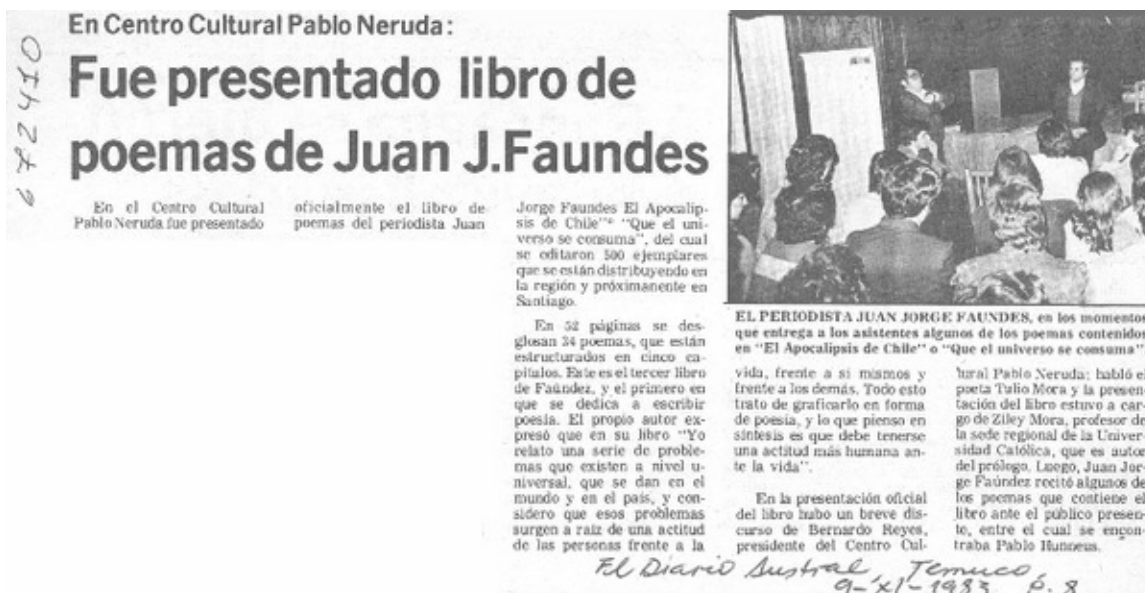 672410
En Centro Cultural Pablo Neruda:
Fue presentado libro de
poemas de Juan J.Faundes
En el Centro Cultural
Pablo Neruda fue presentado
oficialmente el libro de
poemas del periodista Juan
Jorge Faundes El Apocalip-
sis de Chile"* "Que el uni-
verso se consuma", del cual
se editaron 500 ejemplares
que se están distribuyendo en
la región y próximanente en
Santiago.
En 52 páginas se des-
glosan 34 poemas, que están
estructurados en cinco ca-
pítulos. Este es el tercer libro
de Faúndez, y el primero en
que se dedica a escribir
poesía. El propio autor ex-
presó que en su libro "Yo
relato una serie de proble-
mas que existen a nivel u-
niversal, que se dan en el
mundo y en el país, y con-
sidero que esos problemas
surgen a raíz de una actitud
de las personas frente a la
EL PERIODISTA JUAN JORGE FAUNDES, en los momentos
que entrega a los asistentes algunos de los poemas contenidos
en "El Apocalipsis de Chile" o "Que el universo se consuma"
vida, frente a si mismos y
frente a los demás. Todo esto
trato de graficarlo en forma
de poesía, y lo que pienso en
síntesis es que debe tenerse
una actitud más humana an-
te la vida".
En la presentación oficial
del libro hubo un breve dis-
curso de Bernardo Reyes,
presidente del Centro Cul-
tural Pablo Neruda; habló el
poeta Tulio Mora y la presen-
tación del libro estuvo a car-
go de Ziley Mora, profesor de
la sede regional de la Univer-
sidad Católica, que es autor
del prólogo. Luego, Juan Jor-
ge Faúndez recitó algunos de
los poemas que contiene el
libro ante el público presen-
te, entre el cual se encon-
traba Pablo Hunneus.
El Diario Austral, Temuco,
9-XI-1983 p. 8